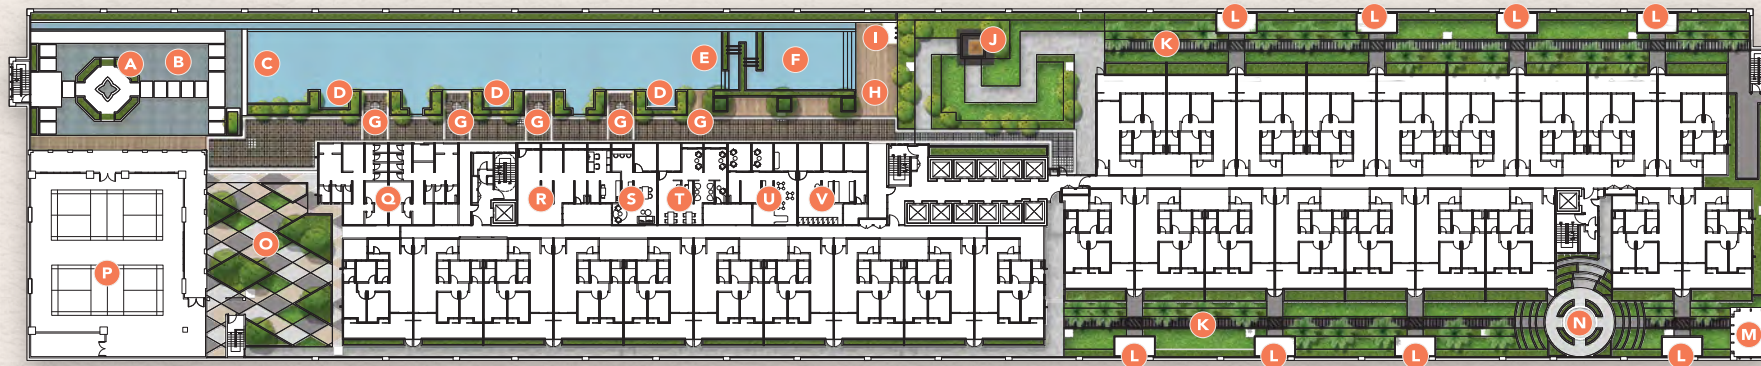 L L L L
I J K
A B C E F
D D D H
G G G G G
Q R S T U V
O
P
K N M
L L L L